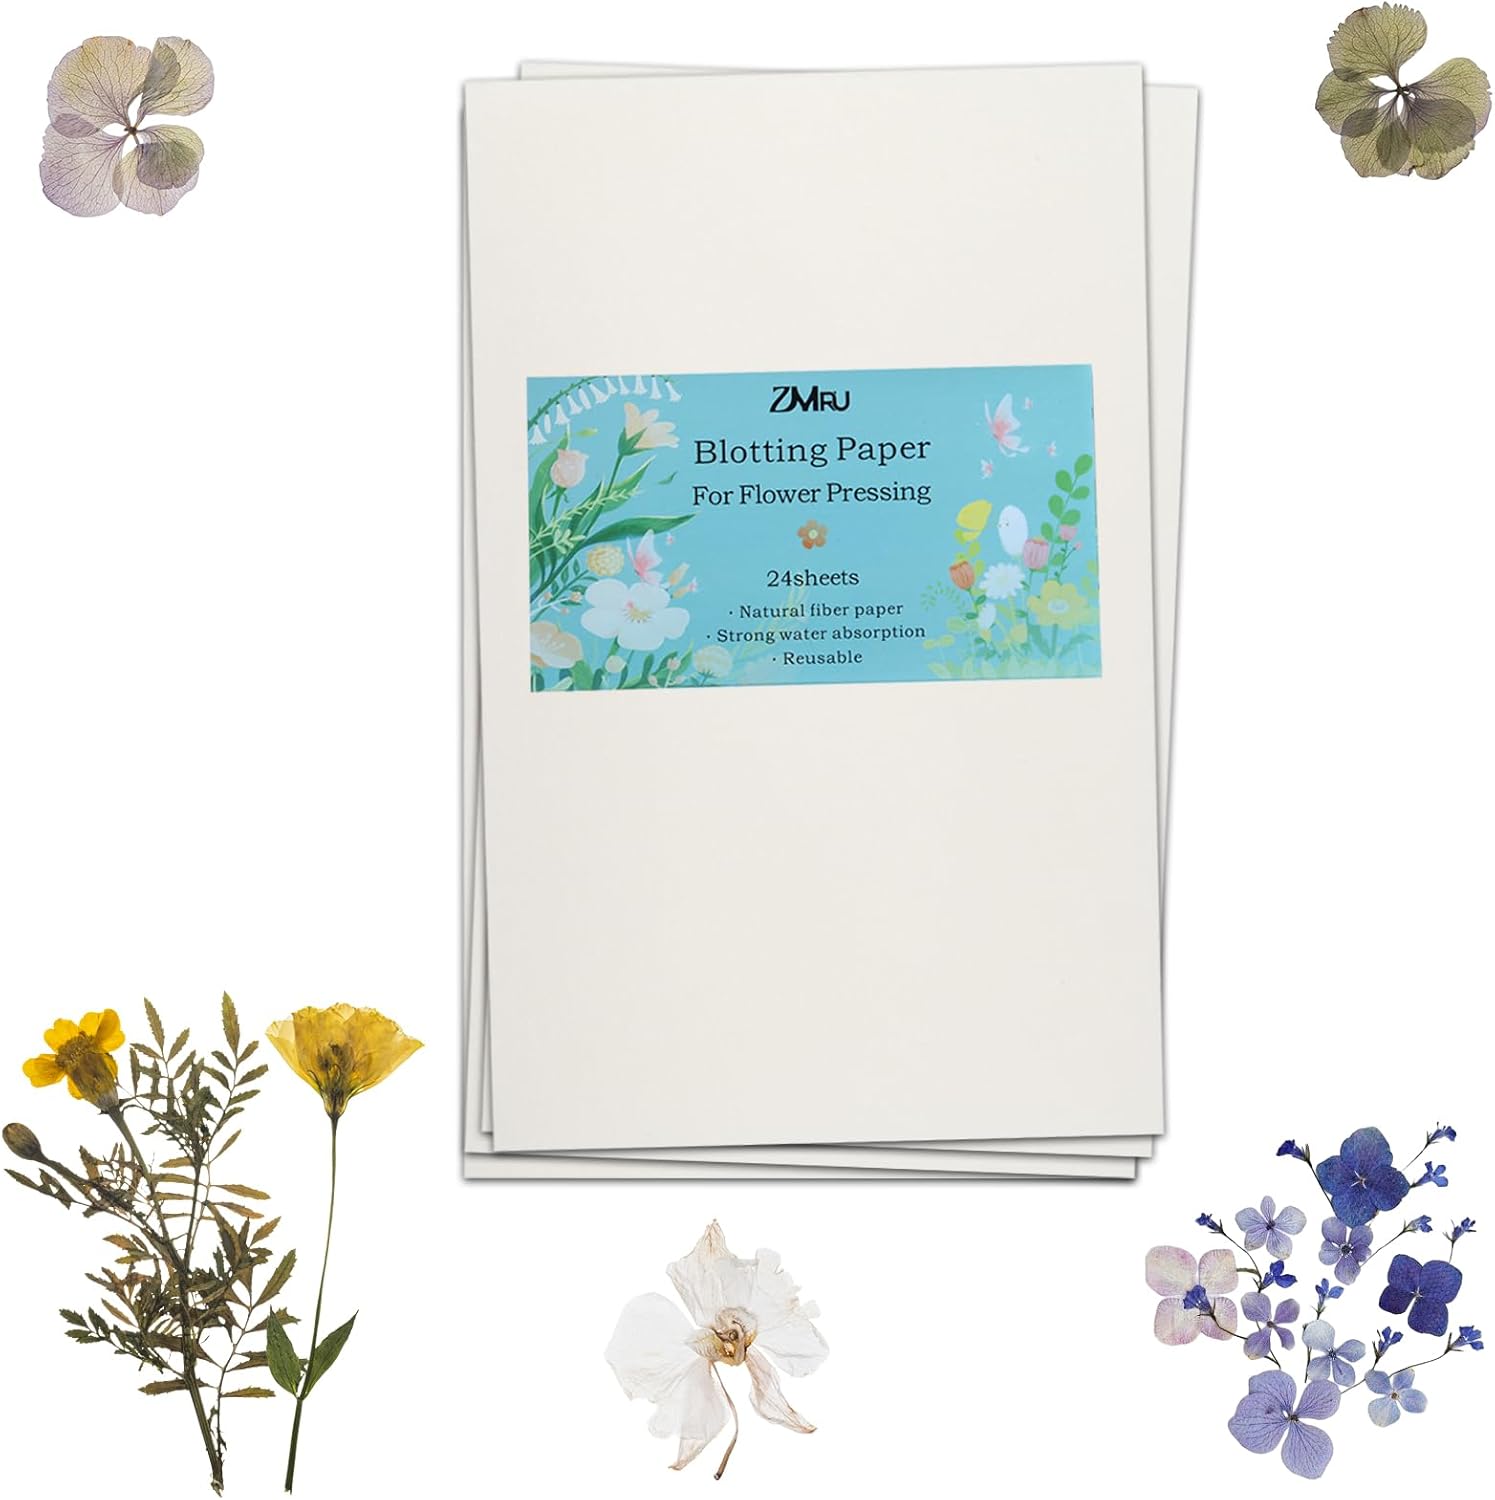 ZMRU
Blotting Paper
For Flower Pressing
24sheets
· Natural fiber paper
· Strong water absorption
· Reusable